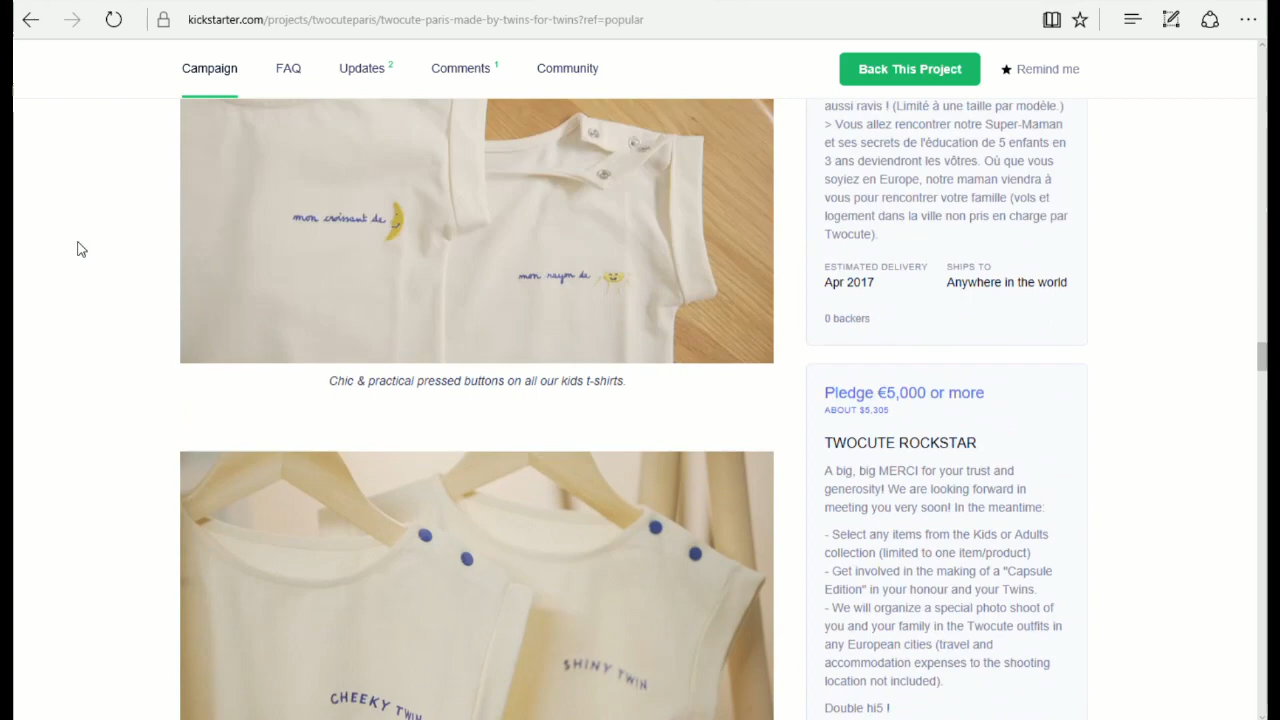 kickstarter.com/projects/twocuteparis/twocute-paris-made-by-twins-for-twins?ref=popular
Campaign FAQ Updates 2 Comments 1 Community Back This Project Remind me
mon croissant de
mon rayon de
Chic & practical pressed buttons on all our kids t-shirts.
CHEEKY TWIN
SHINY TWIN
aussi ravis ! (Limité à une taille par modèle.)
> Vous allez rencontrer notre Super-Maman
et ses secrets de l'éducation de 5 enfants en
3 ans deviendront les vôtres. Où que vous
soyiez en Europe, notre maman viendra à
vous pour rencontrer votre famille (vols et
logement dans la ville non pris en charge par
Twocute).
ESTIMATED DELIVERY SHIPS TO
Apr 2017 Anywhere in the world
0 backers
Pledge €5,000 or more
ABOUT $5,305
TWOCUTE ROCKSTAR
A big, big MERCI for your trust and
generosity! We are looking forward in
meeting you very soon! In the meantime:
- Select any items from the Kids or Adults
collection (limited to one item/product)
- Get involved in the making of a "Capsule
Edition" in your honour and your Twins.
- We will organize a special photo shoot of
you and your family in the Twocute outfits in
any European cities (travel and
accommodation expenses to the shooting
location not included).
Double hi5 !